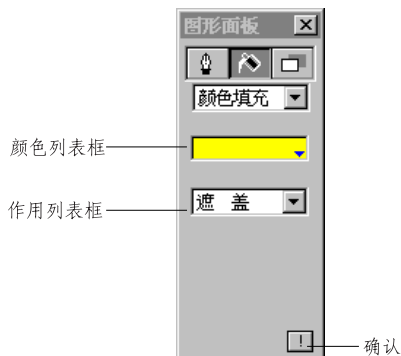 图形面板
颜色填充
颜色列表框
作用列表框
遮 盖
!
确认